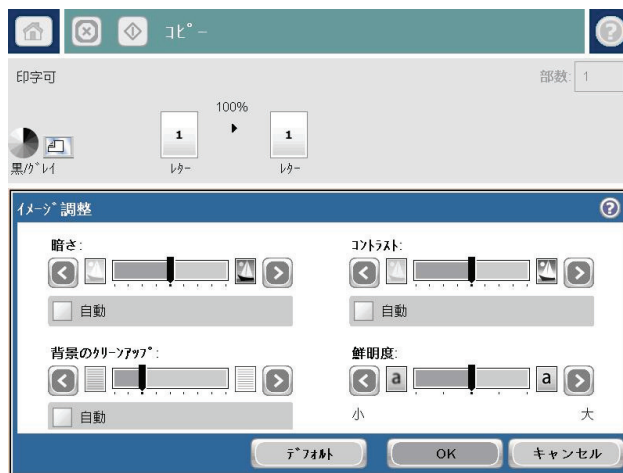 コピー
印字可
部数: 1
100%
1
1
黒/グレイ
レター
レター
イメージ調整
暗さ:
コントラスト:
自動
自動
背景のクリーンアップ:
鮮明度:
a
a
自動
小
大
デフォルト
OK
キャンセル